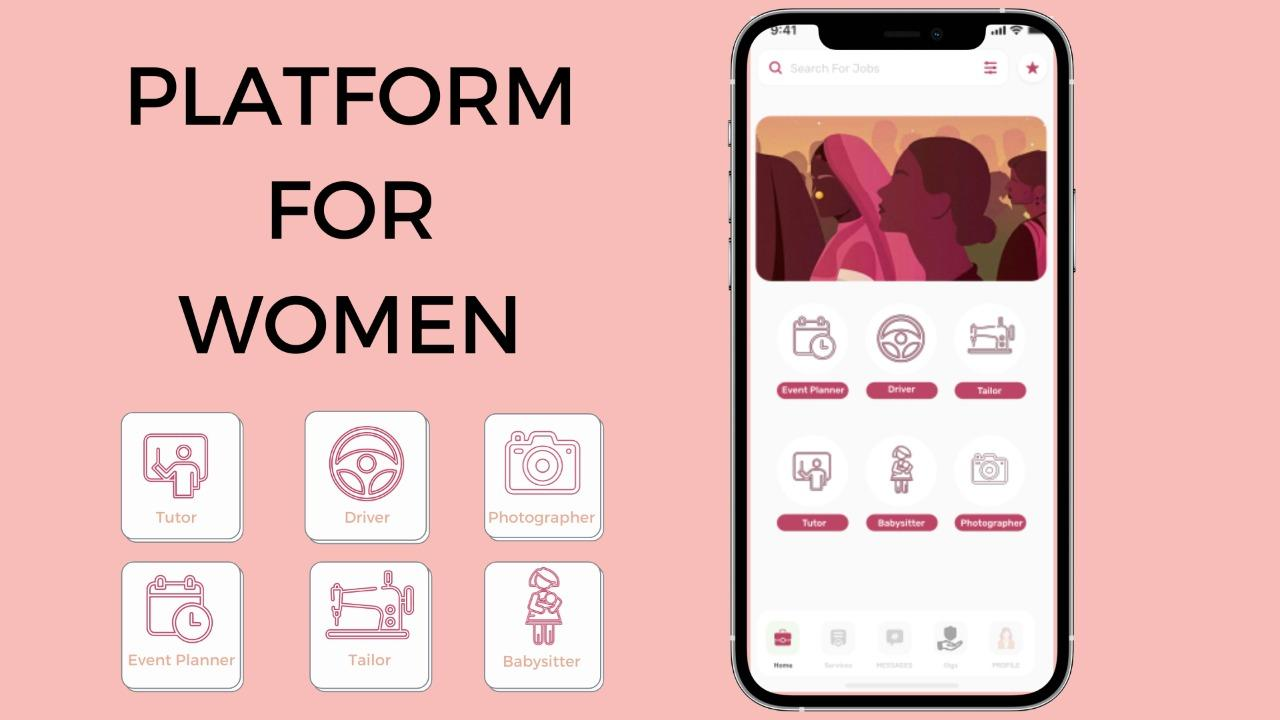 PLATFORM
FOR
WOMEN
Tutor
Driver
Photographer
Event Planner
Tailor
Babysitter
9:41
Search For Jobs
Event Planner
Driver
Tailor
Tutor
Babysitter
Photographer
Home
Services
MESSAGES
PROFILE